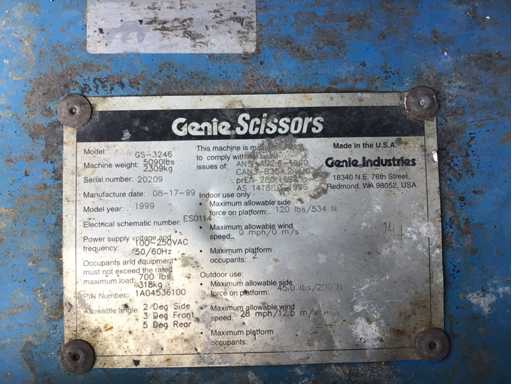 Genie Scissors
Model: GS-3246
Machine weight: 5090lbs
2309kg
Serial number: 20209
Manufacture date: 08-17-99
Model year: 1999
Electrical schematic number: ES0114
Power supply voltage and
frequency: 100-250VAC
50/60Hz
Occupants and equipment
must not exceed the rated
maximum load: 700 lbs
318kg
P/N Number: 1A04536100
Allowable angle: 2 Deg Side
3 Deg Front
5 Deg Rear
This machine is
to comply with
issues of:
Indoor use only
• Maximum allowable side
force on platform: 120 lbs/534 N
• Maximum allowable wind
speed: 0 mph/0 m/s
• Maximum platform
occupants: 2
Outdoor use:
• Maximum allowable side
force on platform:
• Maximum allowable wind
speed: 28 mph/12.5 m/s
• Maximum platform
occupants: 1
Made in the U.S.A.
Genie Industries
18340 N.E. 76th Street,
Redmond, WA 98052, USA